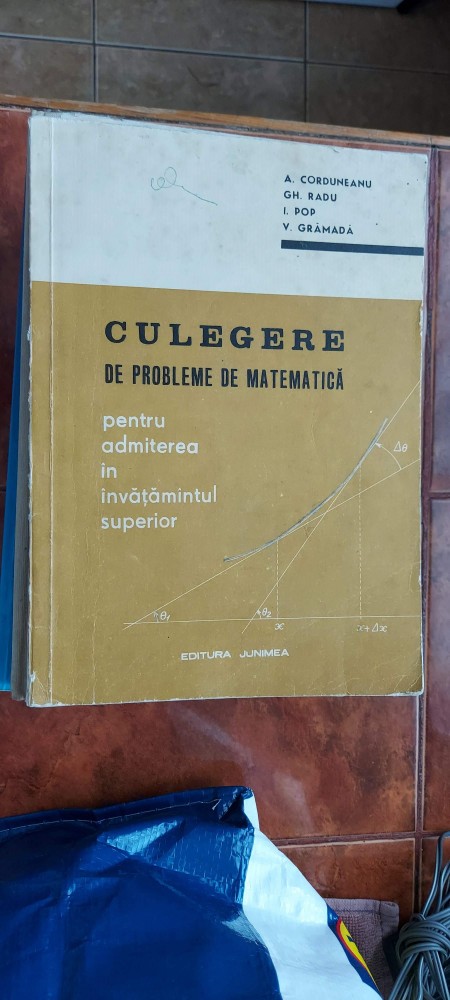 A. CORDUNEANU
GH. RADU
I. POP
V. GRĂMADĂ
CULEGERE
DE PROBLEME DE MATEMATICĂ
pentru
admiterea
în
învățămîntul
superior
Δθ
θ₁
θ₂
x
x+Δx
EDITURA JUNIMEA